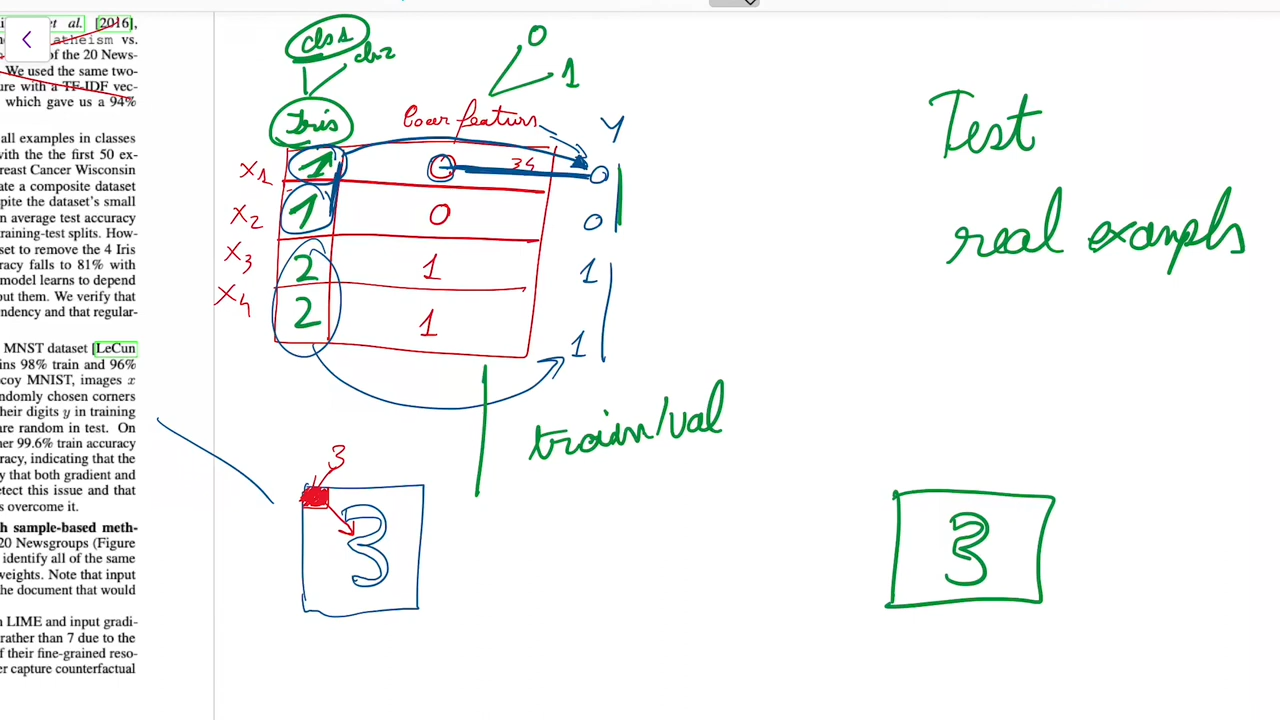 et al. [2016],
atheism vs.
of the 20 News-
We used the same two-
ure with a TF-IDF vec-
which gave us a 94%
all examples in classes
with the the first 50 ex-
reast Cancer Wisconsin
ate a composite dataset
spite the dataset's small
n average test accuracy
training-test splits. How-
set to remove the 4 Iris
racy falls to 81% with
model learns to depend
out them. We verify that
ndency and that regular-
MNST dataset [LeCun
ins 98% train and 96%
coy MNIST, images x
ndomly chosen corners
heir digits y in training
are random in test. On
her 99.6% train accuracy
racy, indicating that the
y that both gradient and
etect this issue and that
s overcome it.
h sample-based meth-
20 Newsgroups (Figure
identify all of the same
weights. Note that input
he document that would
n LIME and input gradi-
rather than 7 due to the
f their fine-grained reso-
er capture counterfactual
cls1
cls2
0
1
Iris
features
Y
X1 1 34 0
X2 1 0 0
X3 2 1 1
X4 2 1 1
train/val
3
3
Test
real exampls
3